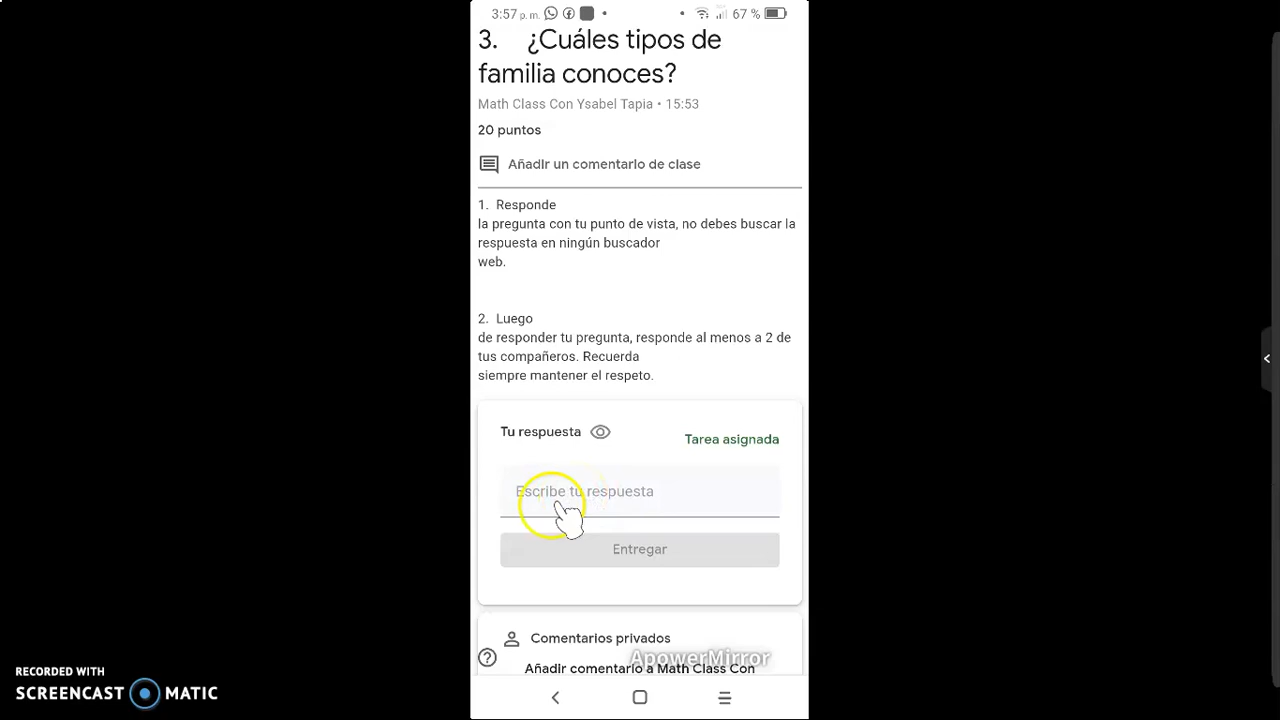 3:57 p. m. 67 %
3. ¿Cuáles tipos de
familia conoces?
Math Class Con Ysabel Tapia • 15:53
20 puntos
Añadir un comentario de clase
1. Responde
la pregunta con tu punto de vista, no debes buscar la
respuesta en ningún buscador
web.
2. Luego
de responder tu pregunta, responde al menos a 2 de
tus compañeros. Recuerda
siempre mantener el respeto.
Tu respuesta
Tarea asignada
Escribe tu respuesta
Entregar
Comentarios privados
Añadir comentario a Math Class Con
ApowerMirror
RECORDED WITH
SCREENCAST MATIC